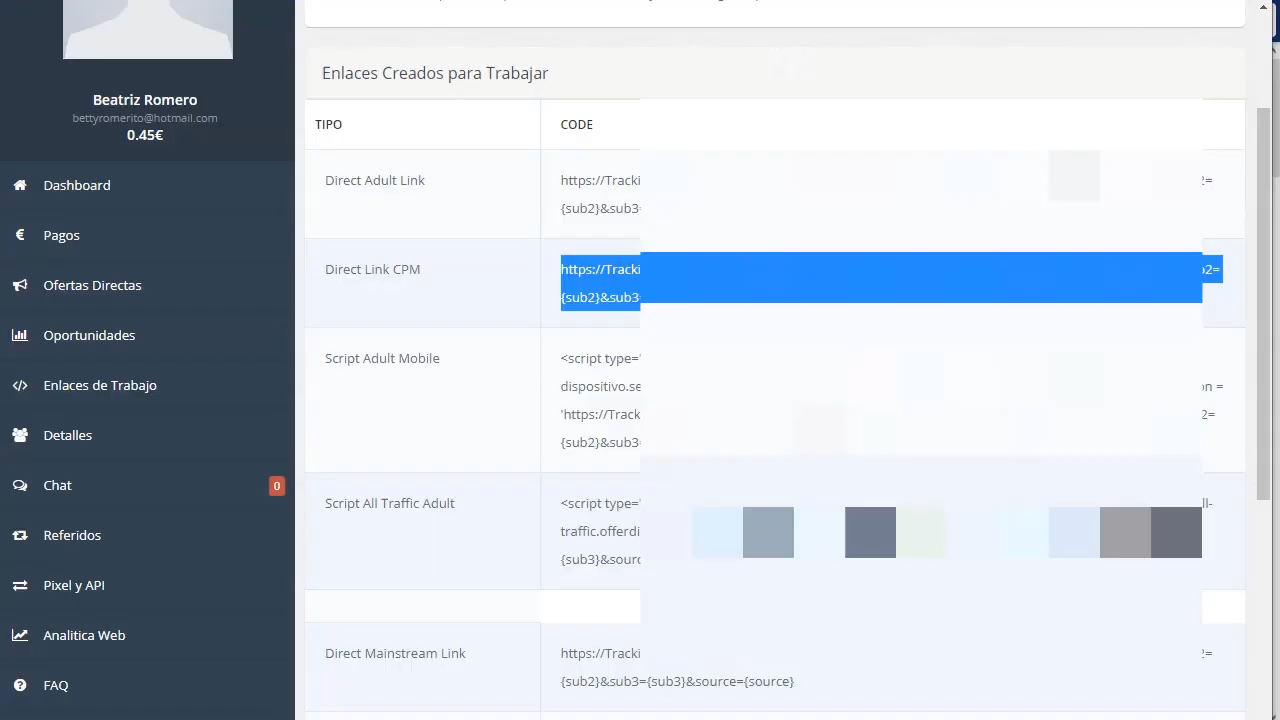 Beatriz Romero
bettyromerito@hotmail.com
0.45€
Dashboard
Pagos
Ofertas Directas
Oportunidades
Enlaces de Trabajo
Detalles
Chat 0
Referidos
Pixel y API
Analitica Web
FAQ
Enlaces Creados para Trabajar
TIPO CODE
Direct Adult Link https://Tracki 2=
{sub2}&sub3=
Direct Link CPM https://Tracki 2=
{sub2}&sub3=
Script Adult Mobile <script type='
dispositivo.se on =
'https://Track 2=
{sub2}&sub3=
Script All Traffic Adult <script type=' ll-
traffic.offerdi
{sub3}&sourc
Direct Mainstream Link https://Tracki 2=
{sub2}&sub3={sub3}&source={source}